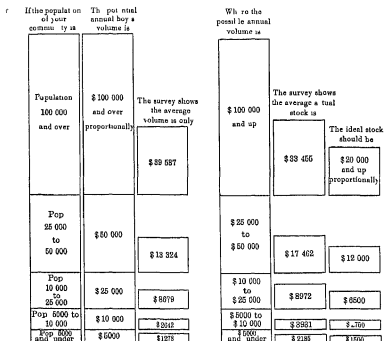 If the populat on
of your
commu ty is
Th pot ntial
annual boy s
volume is
Population
100 000
and over
$ 100 000
and over
proportionally
The survey shows
the average
volume is only
$ 39 587
Pop
25 000
to
50 000
$ 50 000
$ 13 324
Pop
10 000
to
25 000
$ 25 000
$ 8679
Pop 5000 to
10 000
$ 10 000
$ 2042
Pop 5000
and under
$ 5000
$ 1273
Wh re the
possil le annual
volume is
$ 100 000
and up
The survey shows
the average a tual
stock is
$ 33 455
The ideal stock
should be
$ 20 000
and up
proportionally
$ 25 000
to
$ 50 000
$ 17 462
$ 12 000
$ 10 000
to
$ 25 000
$ 8972
$ 6500
$ 5000 to
$ 10 000
$ 3931
$ 5000
and under
$ 2185